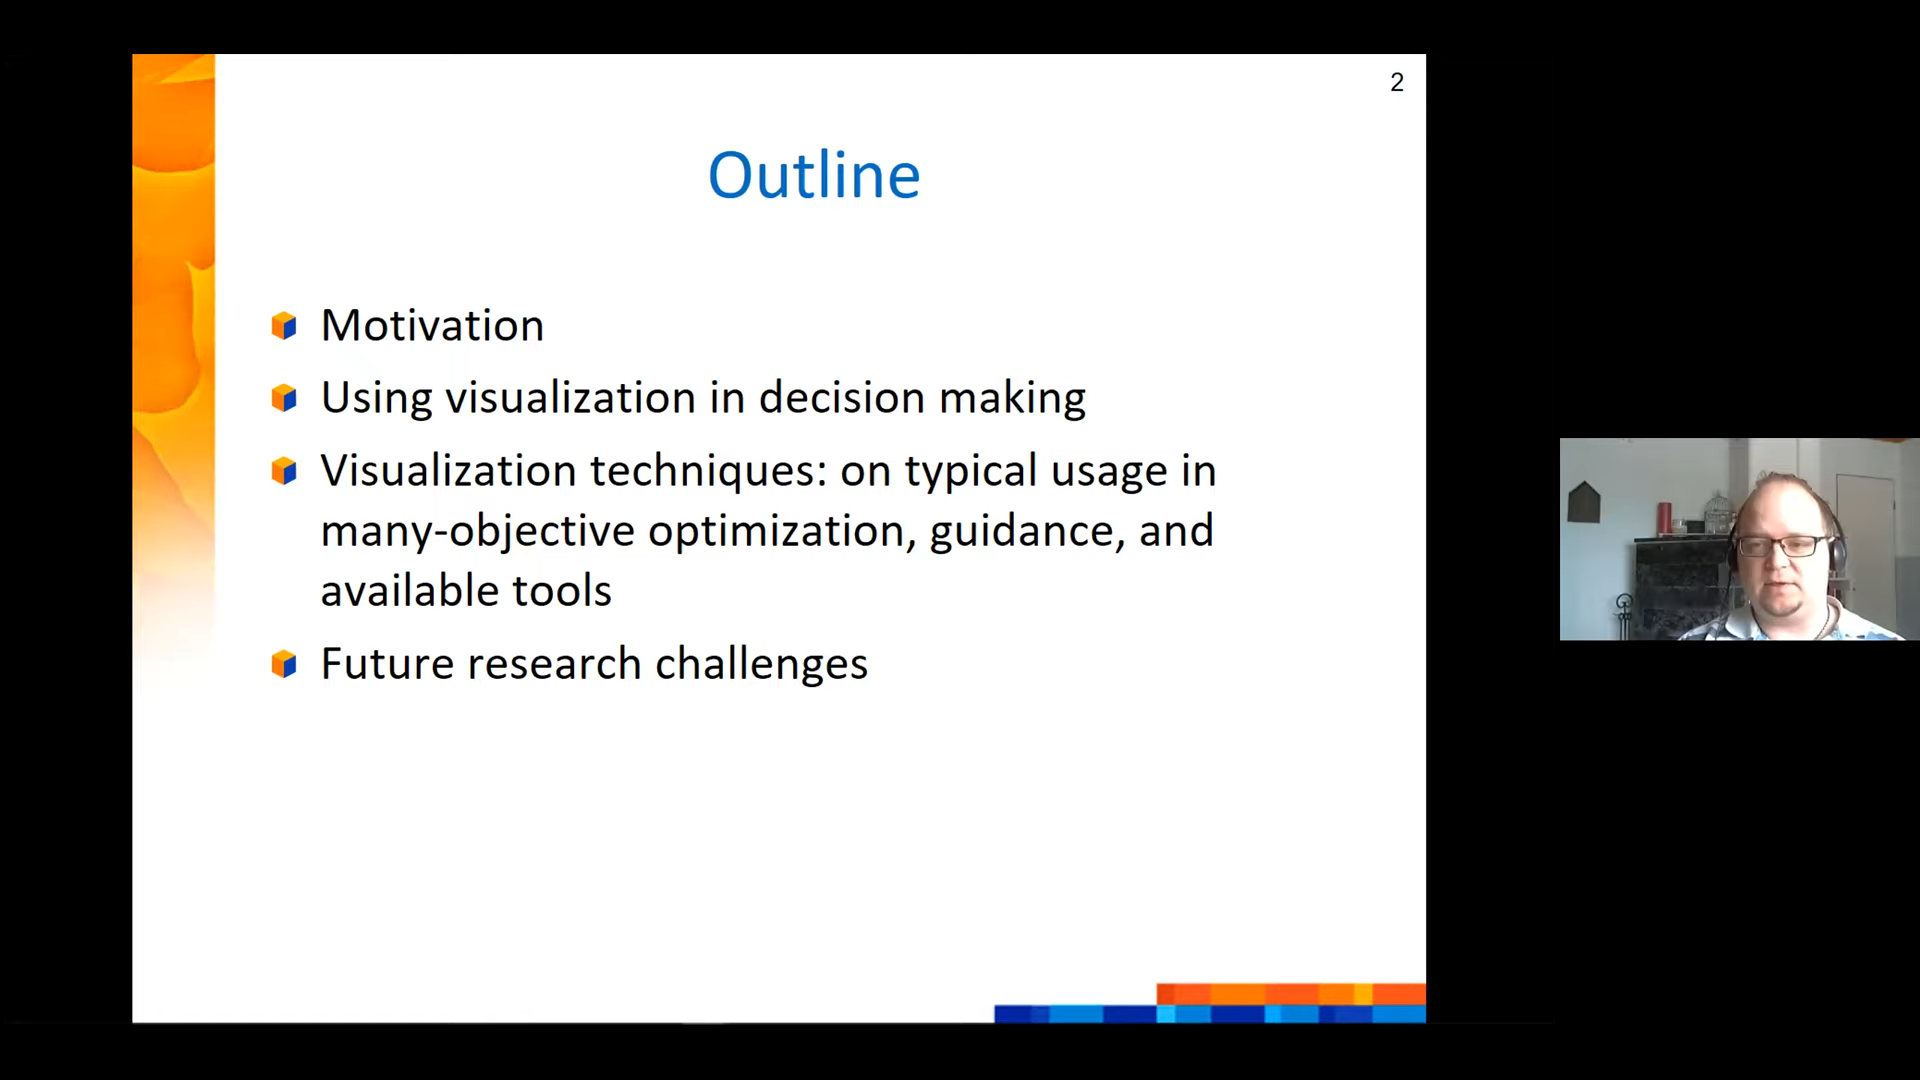 2
Outline
Motivation
Using visualization in decision making
Visualization techniques: on typical usage in
many-objective optimization, guidance, and
available tools
Future research challenges